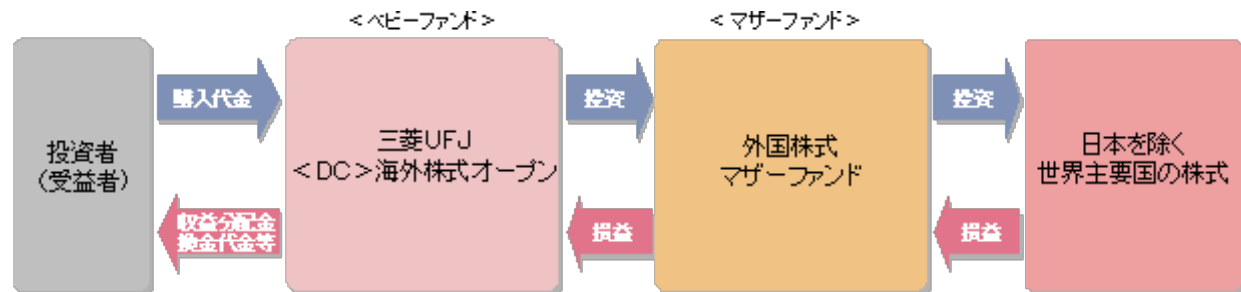 ＜ベビーファンド＞
＜マザーファンド＞
投資者
（受益者）
購入代金
収益分配金
換金代金等
三菱UFJ
＜DC＞海外株式オープン
投資
損益
外国株式
マザーファンド
投資
損益
日本を除く
世界主要国の株式